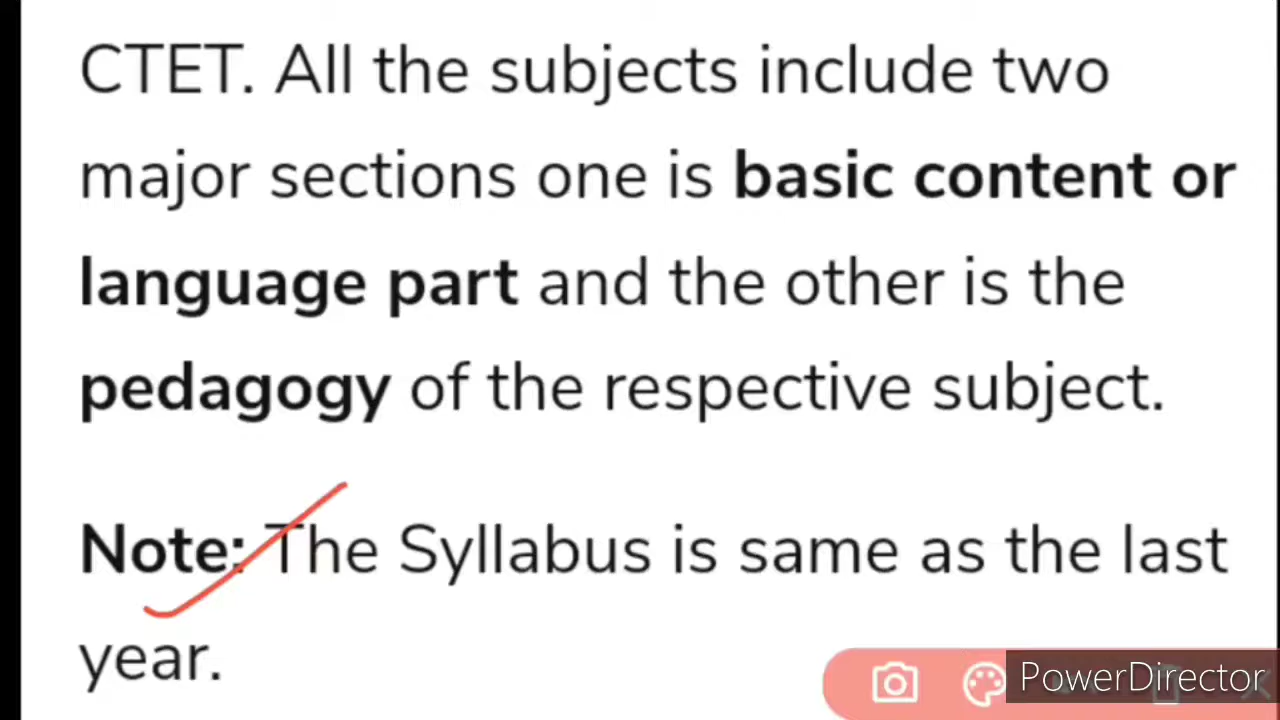 CTET. All the subjects include two
major sections one is basic content or
language part and the other is the
pedagogy of the respective subject.
Note: The Syllabus is same as the last
year.
PowerDirector